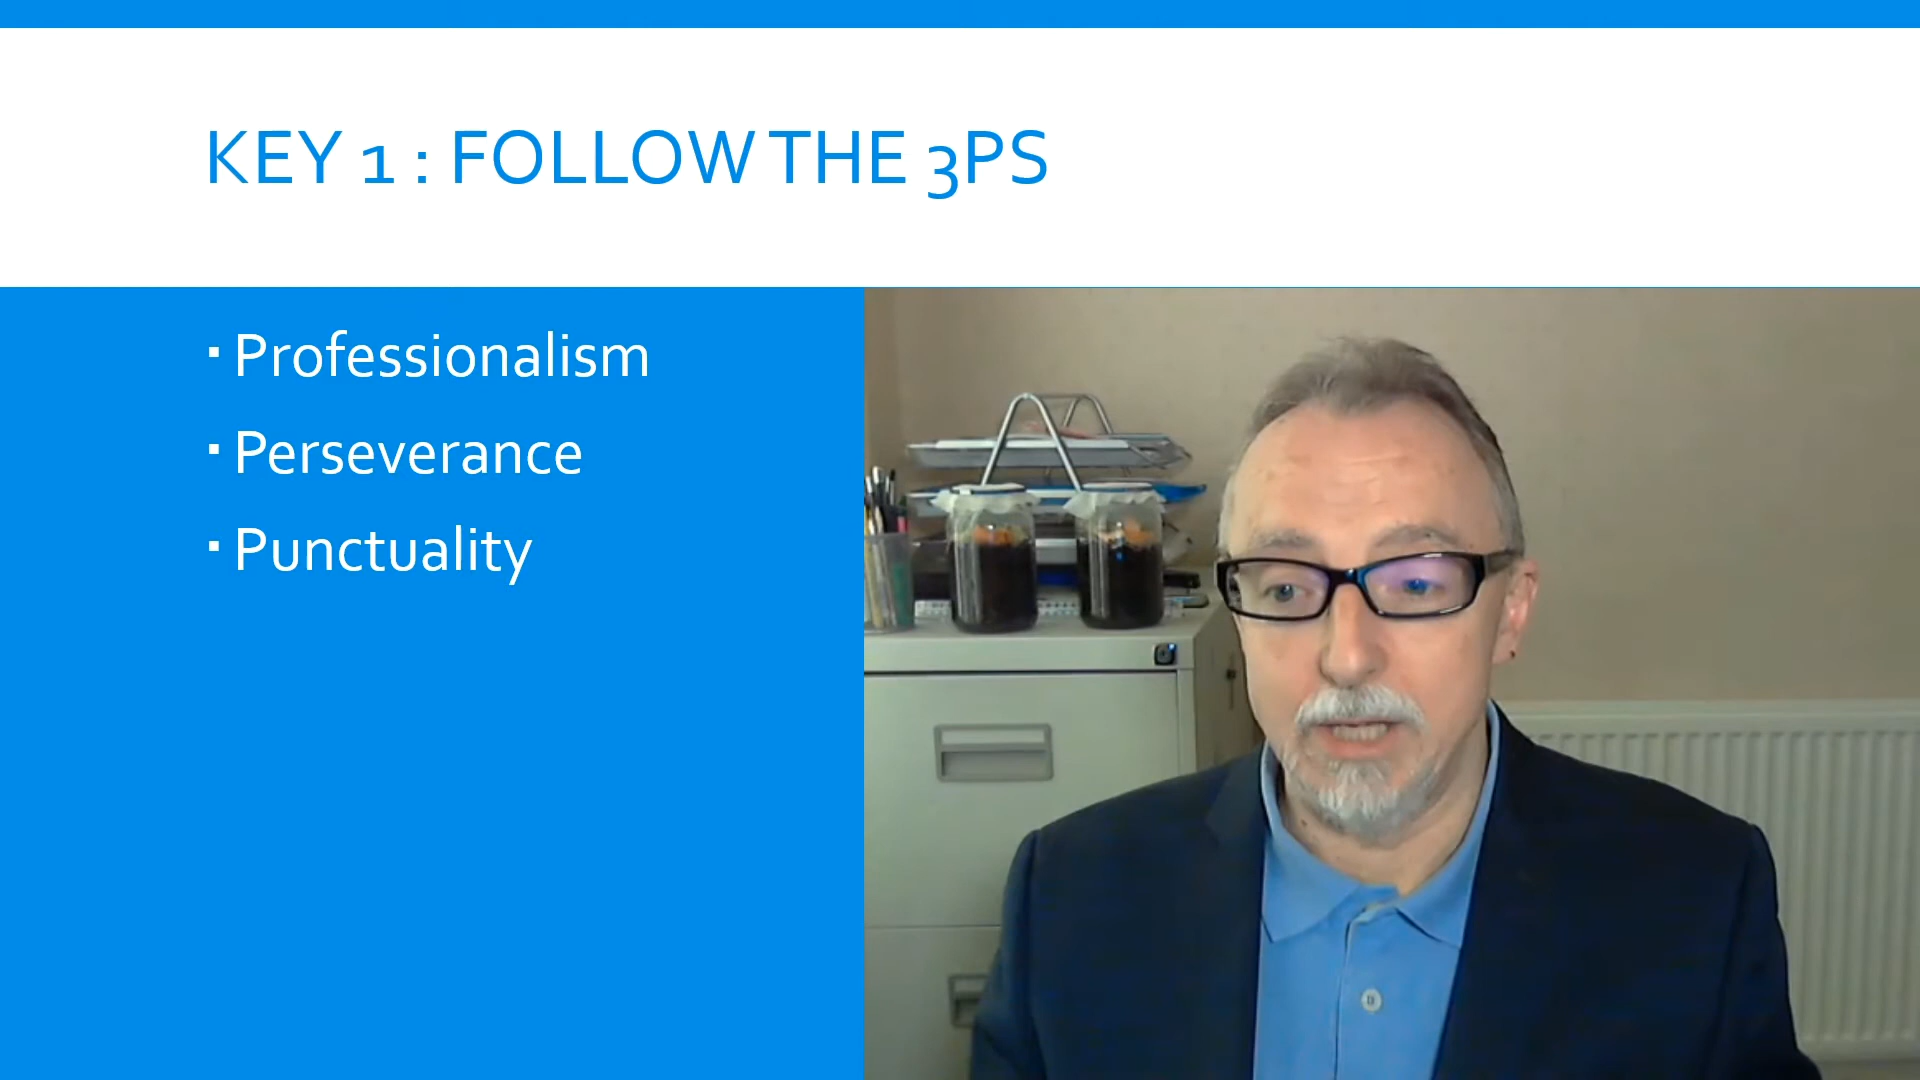 KEY 1 : FOLLOW THE 3PS
Professionalism
Perseverance
Punctuality